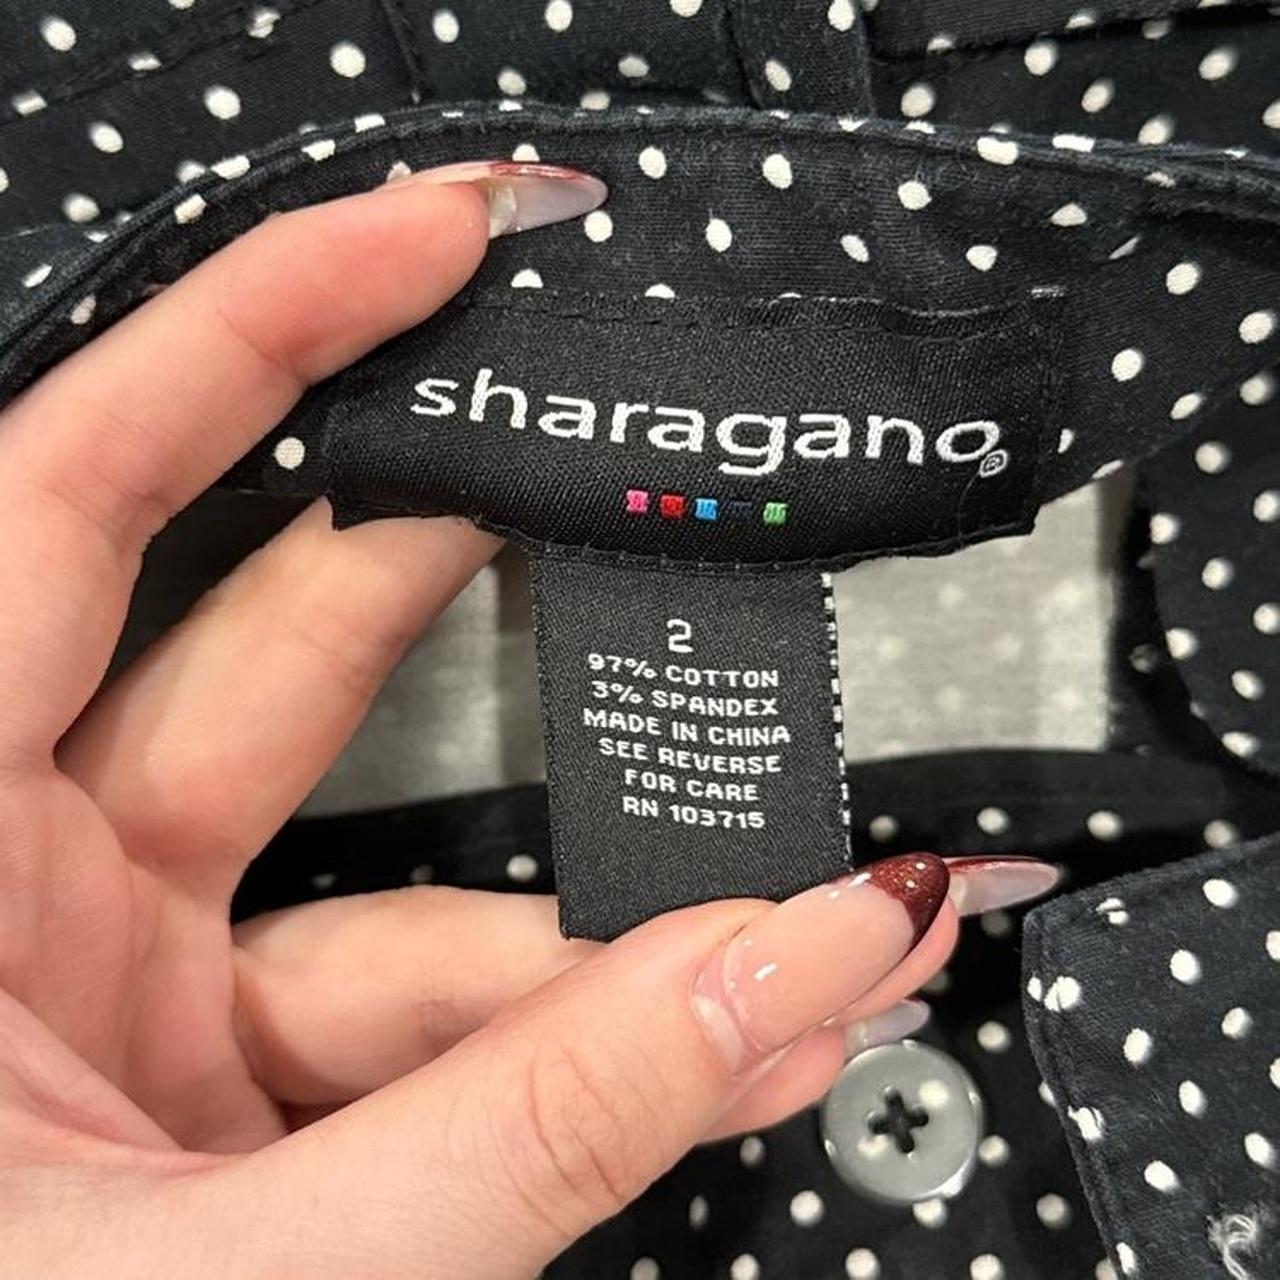 sharagano®
2
97% COTTON
3% SPANDEX
MADE IN CHINA
SEE REVERSE
FOR CARE
RN 103715